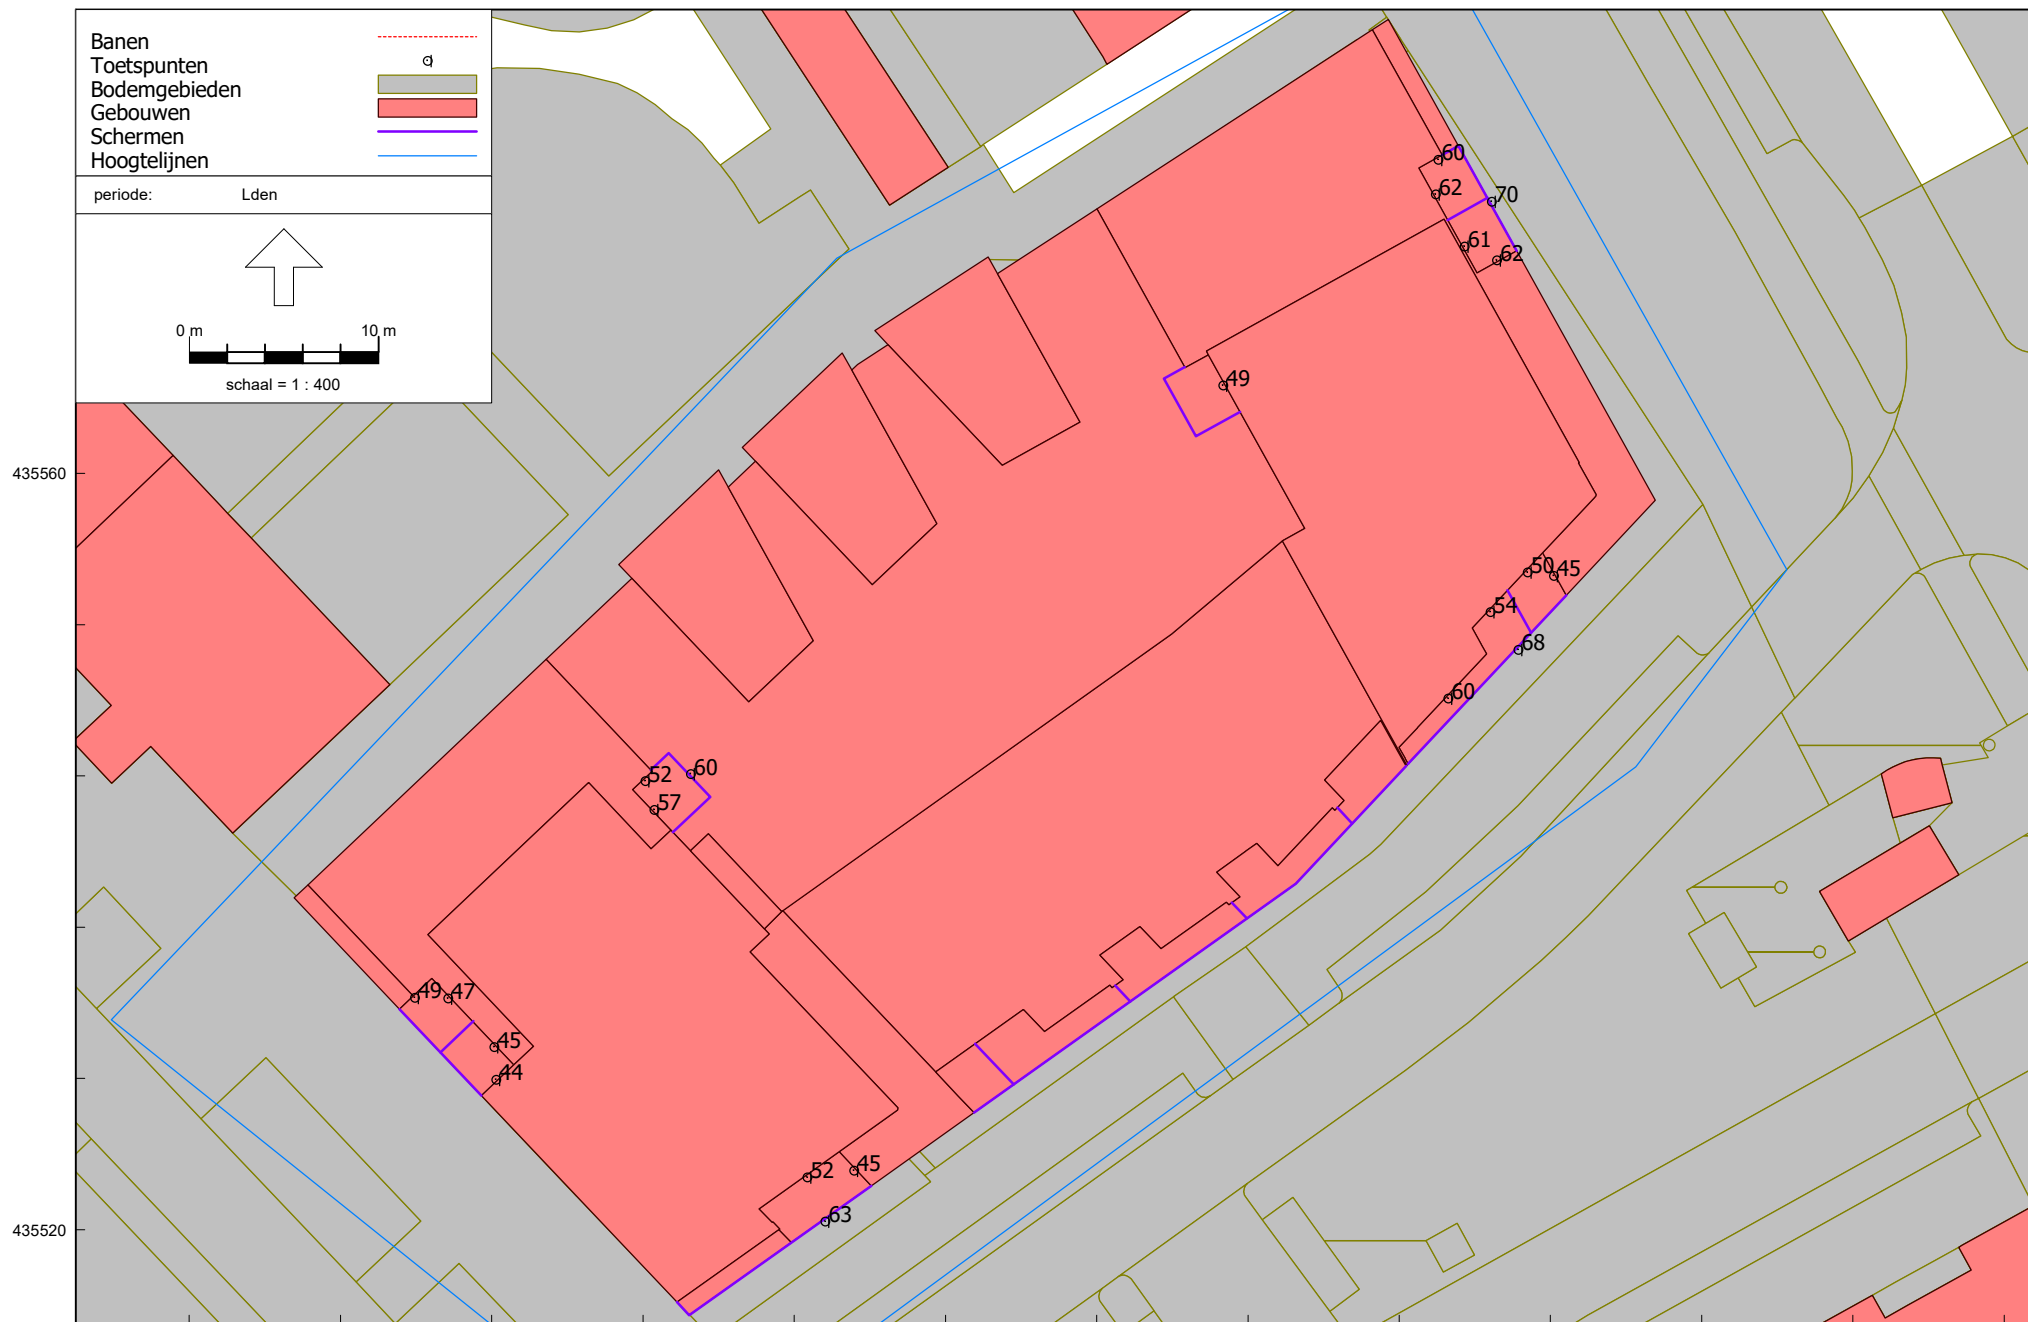 Banen
Toetspunten
Bodemgebieden
Gebouwen
Schermen
Hoogtelijnen
periode: Lden
0 m 10 m
schaal = 1 : 400
60
62 70
61 62
49
435560
50 45
54
68
60
52 60
57
49 47
45
44
52 45
63
435520